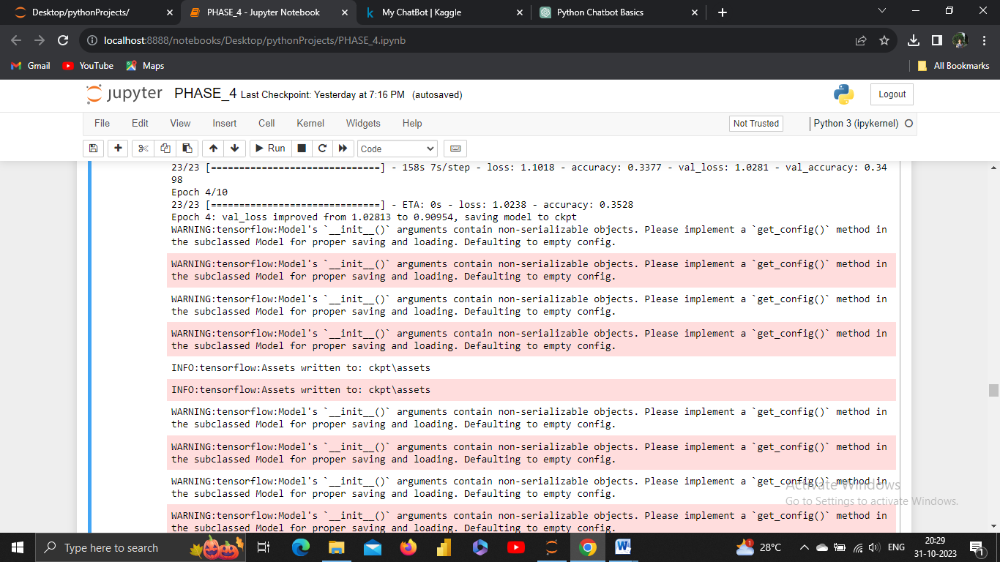 Desktop/pythonProjects/
PHASE_4 - Jupyter Notebook
My ChatBot | Kaggle
Python Chatbot Basics
localhost:8888/notebooks/Desktop/pythonProjects/PHASE_4.ipynb
Gmail
YouTube
Maps
All Bookmarks
jupyter PHASE_4 Last Checkpoint: Yesterday at 7:16 PM (autosaved)
Logout
File Edit View Insert Cell Kernel Widgets Help
Not Trusted
Python 3 (ipykernel)
Run
Code
23/23 [==============================] - 158s 7s/step - loss: 1.1018 - accuracy: 0.3377 - val_loss: 1.0281 - val_accuracy: 0.34
98
Epoch 4/10
23/23 [==============================] - ETA: 0s - loss: 1.0238 - accuracy: 0.3528
Epoch 4: val_loss improved from 1.02813 to 0.90954, saving model to ckpt
WARNING:tensorflow:Model's `__init__()` arguments contain non-serializable objects. Please implement a `get_config()` method in
the subclassed Model for proper saving and loading. Defaulting to empty config.
WARNING:tensorflow:Model's `__init__()` arguments contain non-serializable objects. Please implement a `get_config()` method in
the subclassed Model for proper saving and loading. Defaulting to empty config.
WARNING:tensorflow:Model's `__init__()` arguments contain non-serializable objects. Please implement a `get_config()` method in
the subclassed Model for proper saving and loading. Defaulting to empty config.
WARNING:tensorflow:Model's `__init__()` arguments contain non-serializable objects. Please implement a `get_config()` method in
the subclassed Model for proper saving and loading. Defaulting to empty config.
INFO:tensorflow:Assets written to: ckpt\assets
INFO:tensorflow:Assets written to: ckpt\assets
WARNING:tensorflow:Model's `__init__()` arguments contain non-serializable objects. Please implement a `get_config()` method in
the subclassed Model for proper saving and loading. Defaulting to empty config.
WARNING:tensorflow:Model's `__init__()` arguments contain non-serializable objects. Please implement a `get_config()` method in
the subclassed Model for proper saving and loading. Defaulting to empty config.
WARNING:tensorflow:Model's `__init__()` arguments contain non-serializable objects. Please implement a `get_config()` method in
the subclassed Model for proper saving and loading. Defaulting to empty config.
WARNING:tensorflow:Model's `__init__()` arguments contain non-serializable objects. Please implement a `get_config()` method in
the subclassed Model for proper saving and loading. Defaulting to empty config.
Activate Windows
Go to Settings to activate Windows.
Type here to search
1
28°C
ENG
20:29
31-10-2023
1